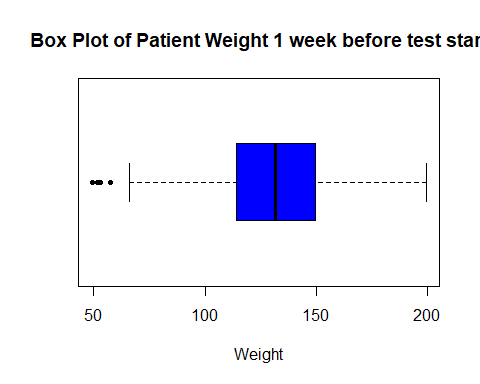 Box Plot of Patient Weight 1 week before test star
50 100 150 200
Weight